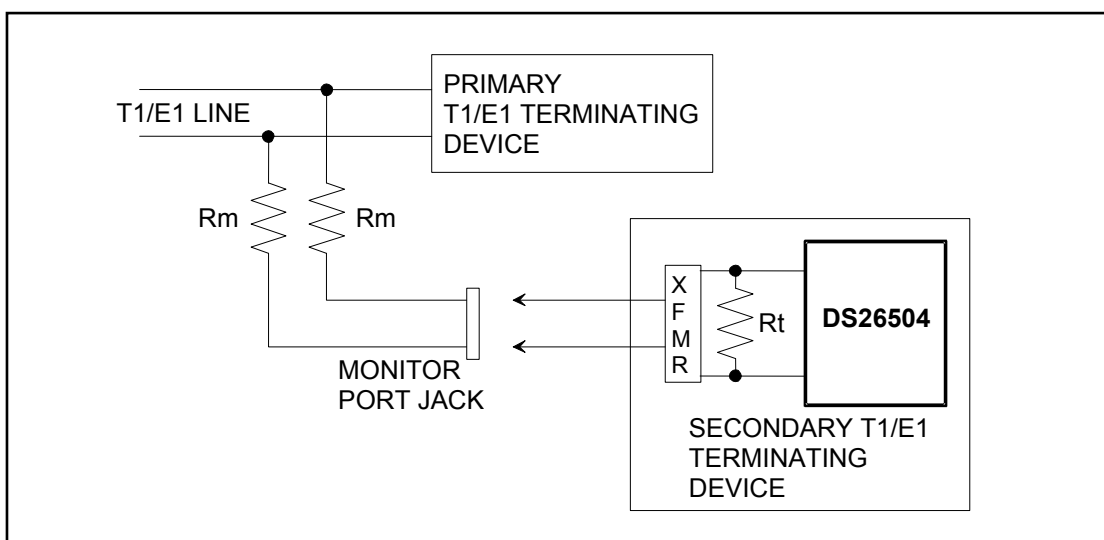 PRIMARY
T1/E1 TERMINATING
DEVICE
T1/E1 LINE
Rm
Rm
X
F
M
R
Rt
DS26504
MONITOR
PORT JACK
SECONDARY T1/E1
TERMINATING
DEVICE